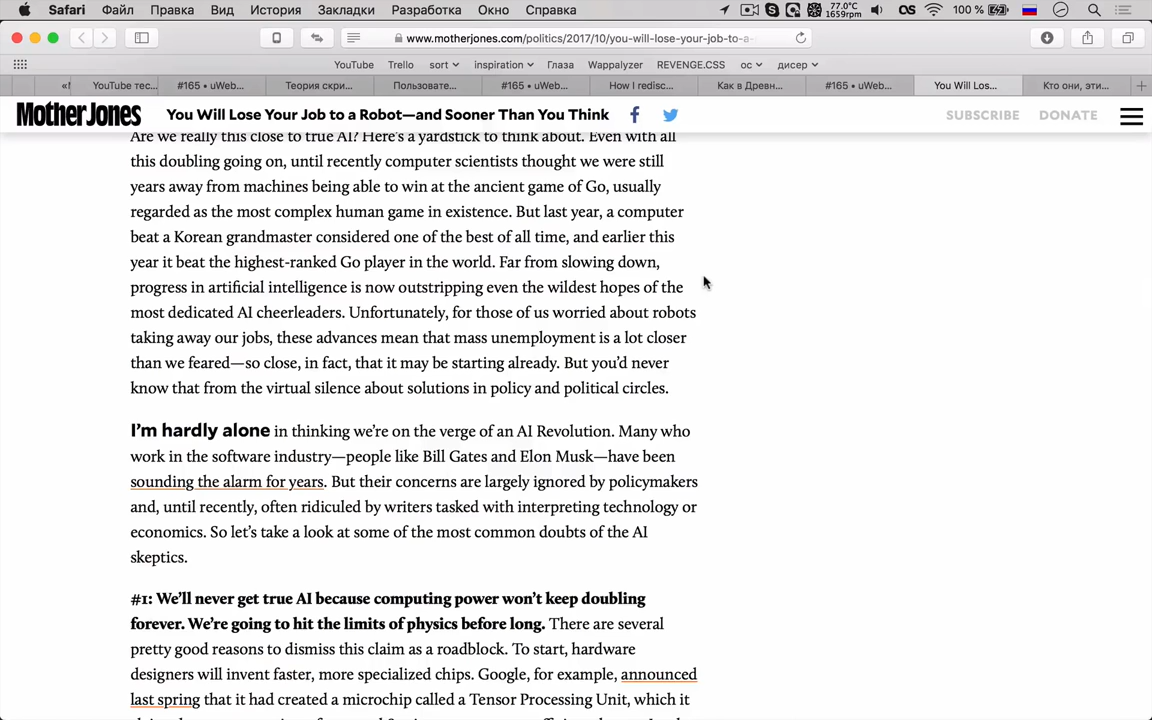 Safari Файл Правка Вид История Закладки Разработка Окно Справка 77.0°C 1659rpm 100 %
www.motherjones.com/politics/2017/10/you-will-lose-your-job-to-a-
YouTube Trello sort inspiration Глаза Wappalyzer REVENGE.CSS ос дисер
«І YouTube тес... #165 • uWeb... Теория скри... Пользовате... #165 • uWeb... How I redisc... Как в Древн... #165 • uWeb... You Will Los... Кто они, эти...
Mother Jones You Will Lose Your Job to a Robot—and Sooner Than You Think SUBSCRIBE DONATE
Are we really this close to true AI? Here's a yardstick to think about. Even with all
this doubling going on, until recently computer scientists thought we were still
years away from machines being able to win at the ancient game of Go, usually
regarded as the most complex human game in existence. But last year, a computer
beat a Korean grandmaster considered one of the best of all time, and earlier this
year it beat the highest-ranked Go player in the world. Far from slowing down,
progress in artificial intelligence is now outstripping even the wildest hopes of the
most dedicated AI cheerleaders. Unfortunately, for those of us worried about robots
taking away our jobs, these advances mean that mass unemployment is a lot closer
than we feared—so close, in fact, that it may be starting already. But you'd never
know that from the virtual silence about solutions in policy and political circles.
I'm hardly alone in thinking we're on the verge of an AI Revolution. Many who
work in the software industry—people like Bill Gates and Elon Musk—have been
sounding the alarm for years. But their concerns are largely ignored by policymakers
and, until recently, often ridiculed by writers tasked with interpreting technology or
economics. So let's take a look at some of the most common doubts of the AI
skeptics.
#1: We'll never get true AI because computing power won't keep doubling
forever. We're going to hit the limits of physics before long. There are several
pretty good reasons to dismiss this claim as a roadblock. To start, hardware
designers will invent faster, more specialized chips. Google, for example, announced
last spring that it had created a microchip called a Tensor Processing Unit, which it